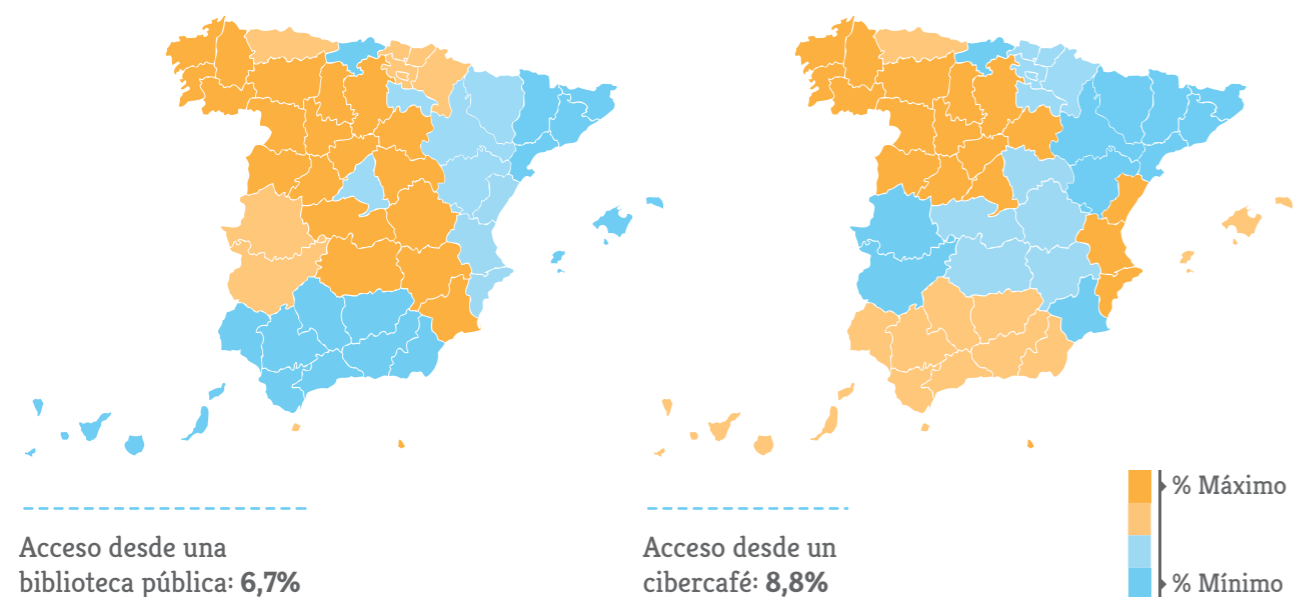 % Máximo
Acceso desde una
biblioteca pública: 6,7%
Acceso desde un
cibercafé: 8,8%
% Mínimo